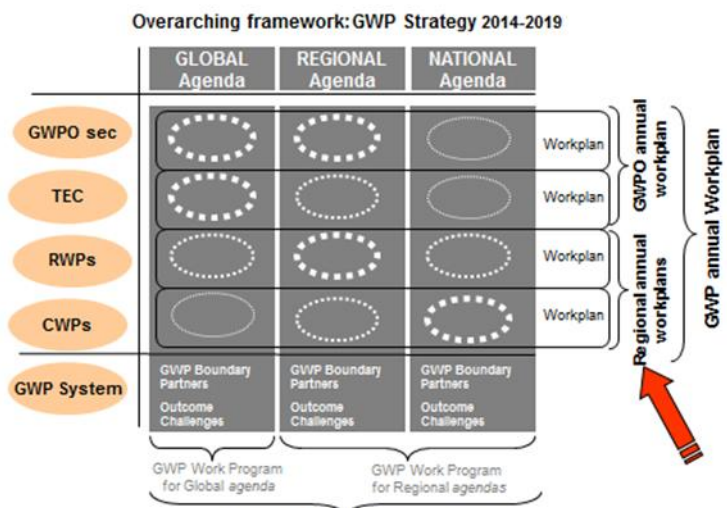 Overarching framework: GWP Strategy 2014-2019
GLOBAL
Agenda
REGIONAL
Agenda
NATIONAL
Agenda
GWPO sec
Workplan
TEC
Workplan
GWPO annual
workplan
RWPs
Workplan
CWPs
Workplan
Regional annual
workplans
GWP annual Workplan
GWP System
GWP Boundary
Partners
Outcome
Challenges
GWP Boundary
Partners
Outcome
Challenges
GWP Boundary
Partners
Outcome
Challenges
GWP Work Program
for Global agenda
GWP Work Program
for Regional agendas